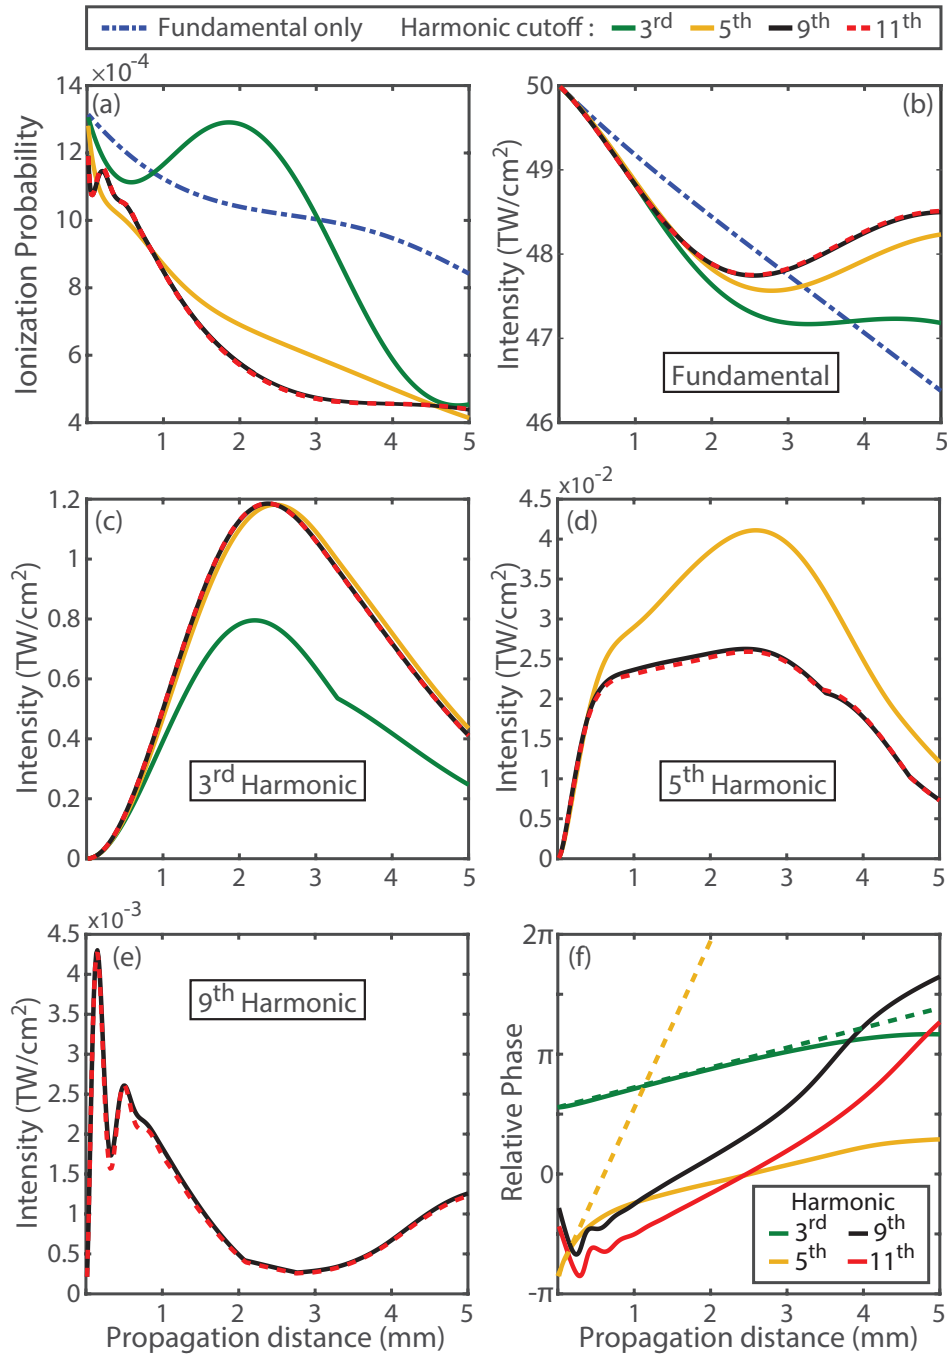 Fundamental only Harmonic cutoff : 3rd 5th 9th 11th
×10-4
(a)
Ionization Probability
14
12
10
8
6
4
1 2 3 4 5
(b)
Intensity (TW/cm2)
50
49
48
47
46
Fundamental
1 2 3 4 5
(c)
Intensity (TW/cm2)
1.2
1
0.8
0.6
0.4
0.2
0
3rd Harmonic
1 2 3 4 5
x10-2
(d)
Intensity (TW/cm2)
4.5
4
3.5
3
2.5
2
1.5
1
0.5
0
5th Harmonic
1 2 3 4 5
x10-3
(e)
Intensity (TW/cm2)
4.5
4
3.5
3
2.5
2
1.5
1
0.5
0
9th Harmonic
1 2 3 4 5
Propagation distance (mm)
(f)
Relative Phase
2π
π
0
-π
Harmonic
3rd 9th
5th 11th
1 2 3 4 5
Propagation distance (mm)